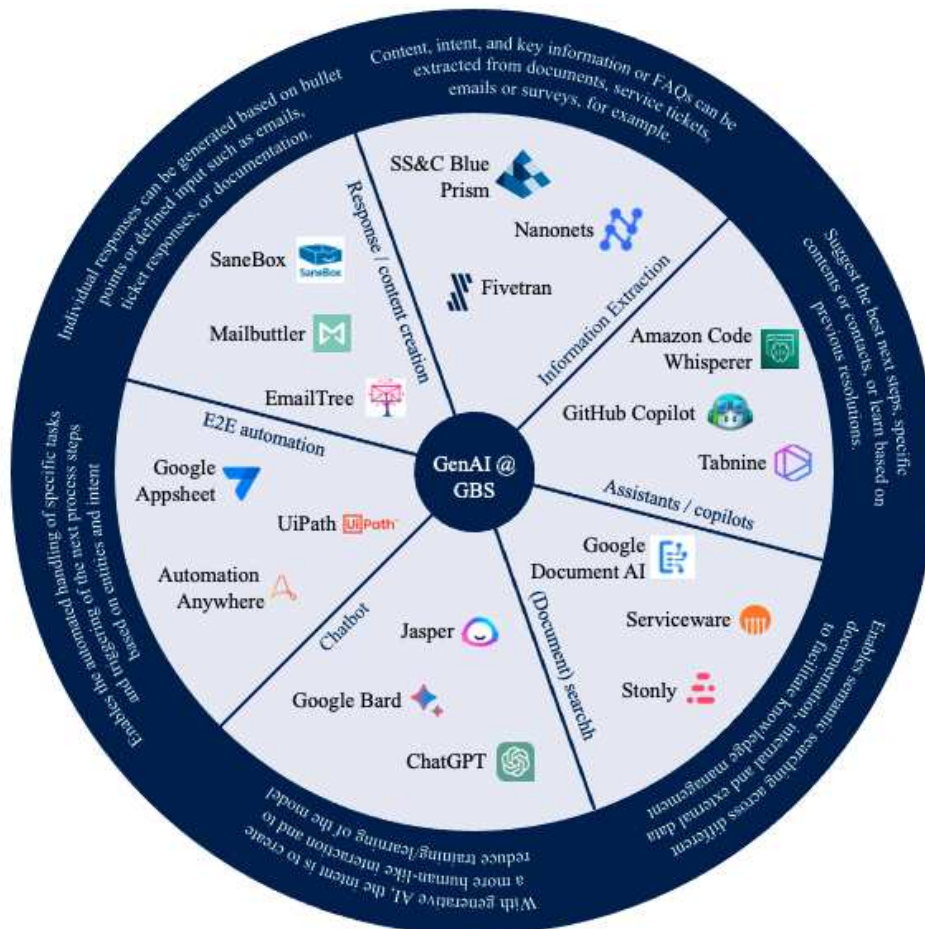 Content, intent, and key information or FAQs can be
extracted from documents, service tickets,
emails or surveys, for example.
Suggest the best next steps, specific
contents or contacts, or learn based on
previous resolutions.
Enables semantic searching across different
documentation, internal and external data
to facilitate knowledge management
With generative AI, the intent is to create
a more human-like interaction and to
reduce training/learning of the model
Enables the automated handling of specific tasks
and triggering of the next process steps
based on entities and intent
Individual responses can be generated based on bullet
points or defined input such as emails,
ticket responses, or documentation.
GenAI @
GBS
Response / content creation
SaneBox
SaneBox
Mailbuttler
EmailTree
Information Extraction
SS&C Blue
Prism
Nanonets
Fivetran
Assistants / copilots
Amazon Code
Whisperer
GitHub Copilot
Tabnine
(Document) searchh
Google
Document AI
Serviceware
Stonly
Chatbot
Jasper
Google Bard
ChatGPT
E2E automation
Google
Appsheet
UiPath
UiPath
Automation
Anywhere